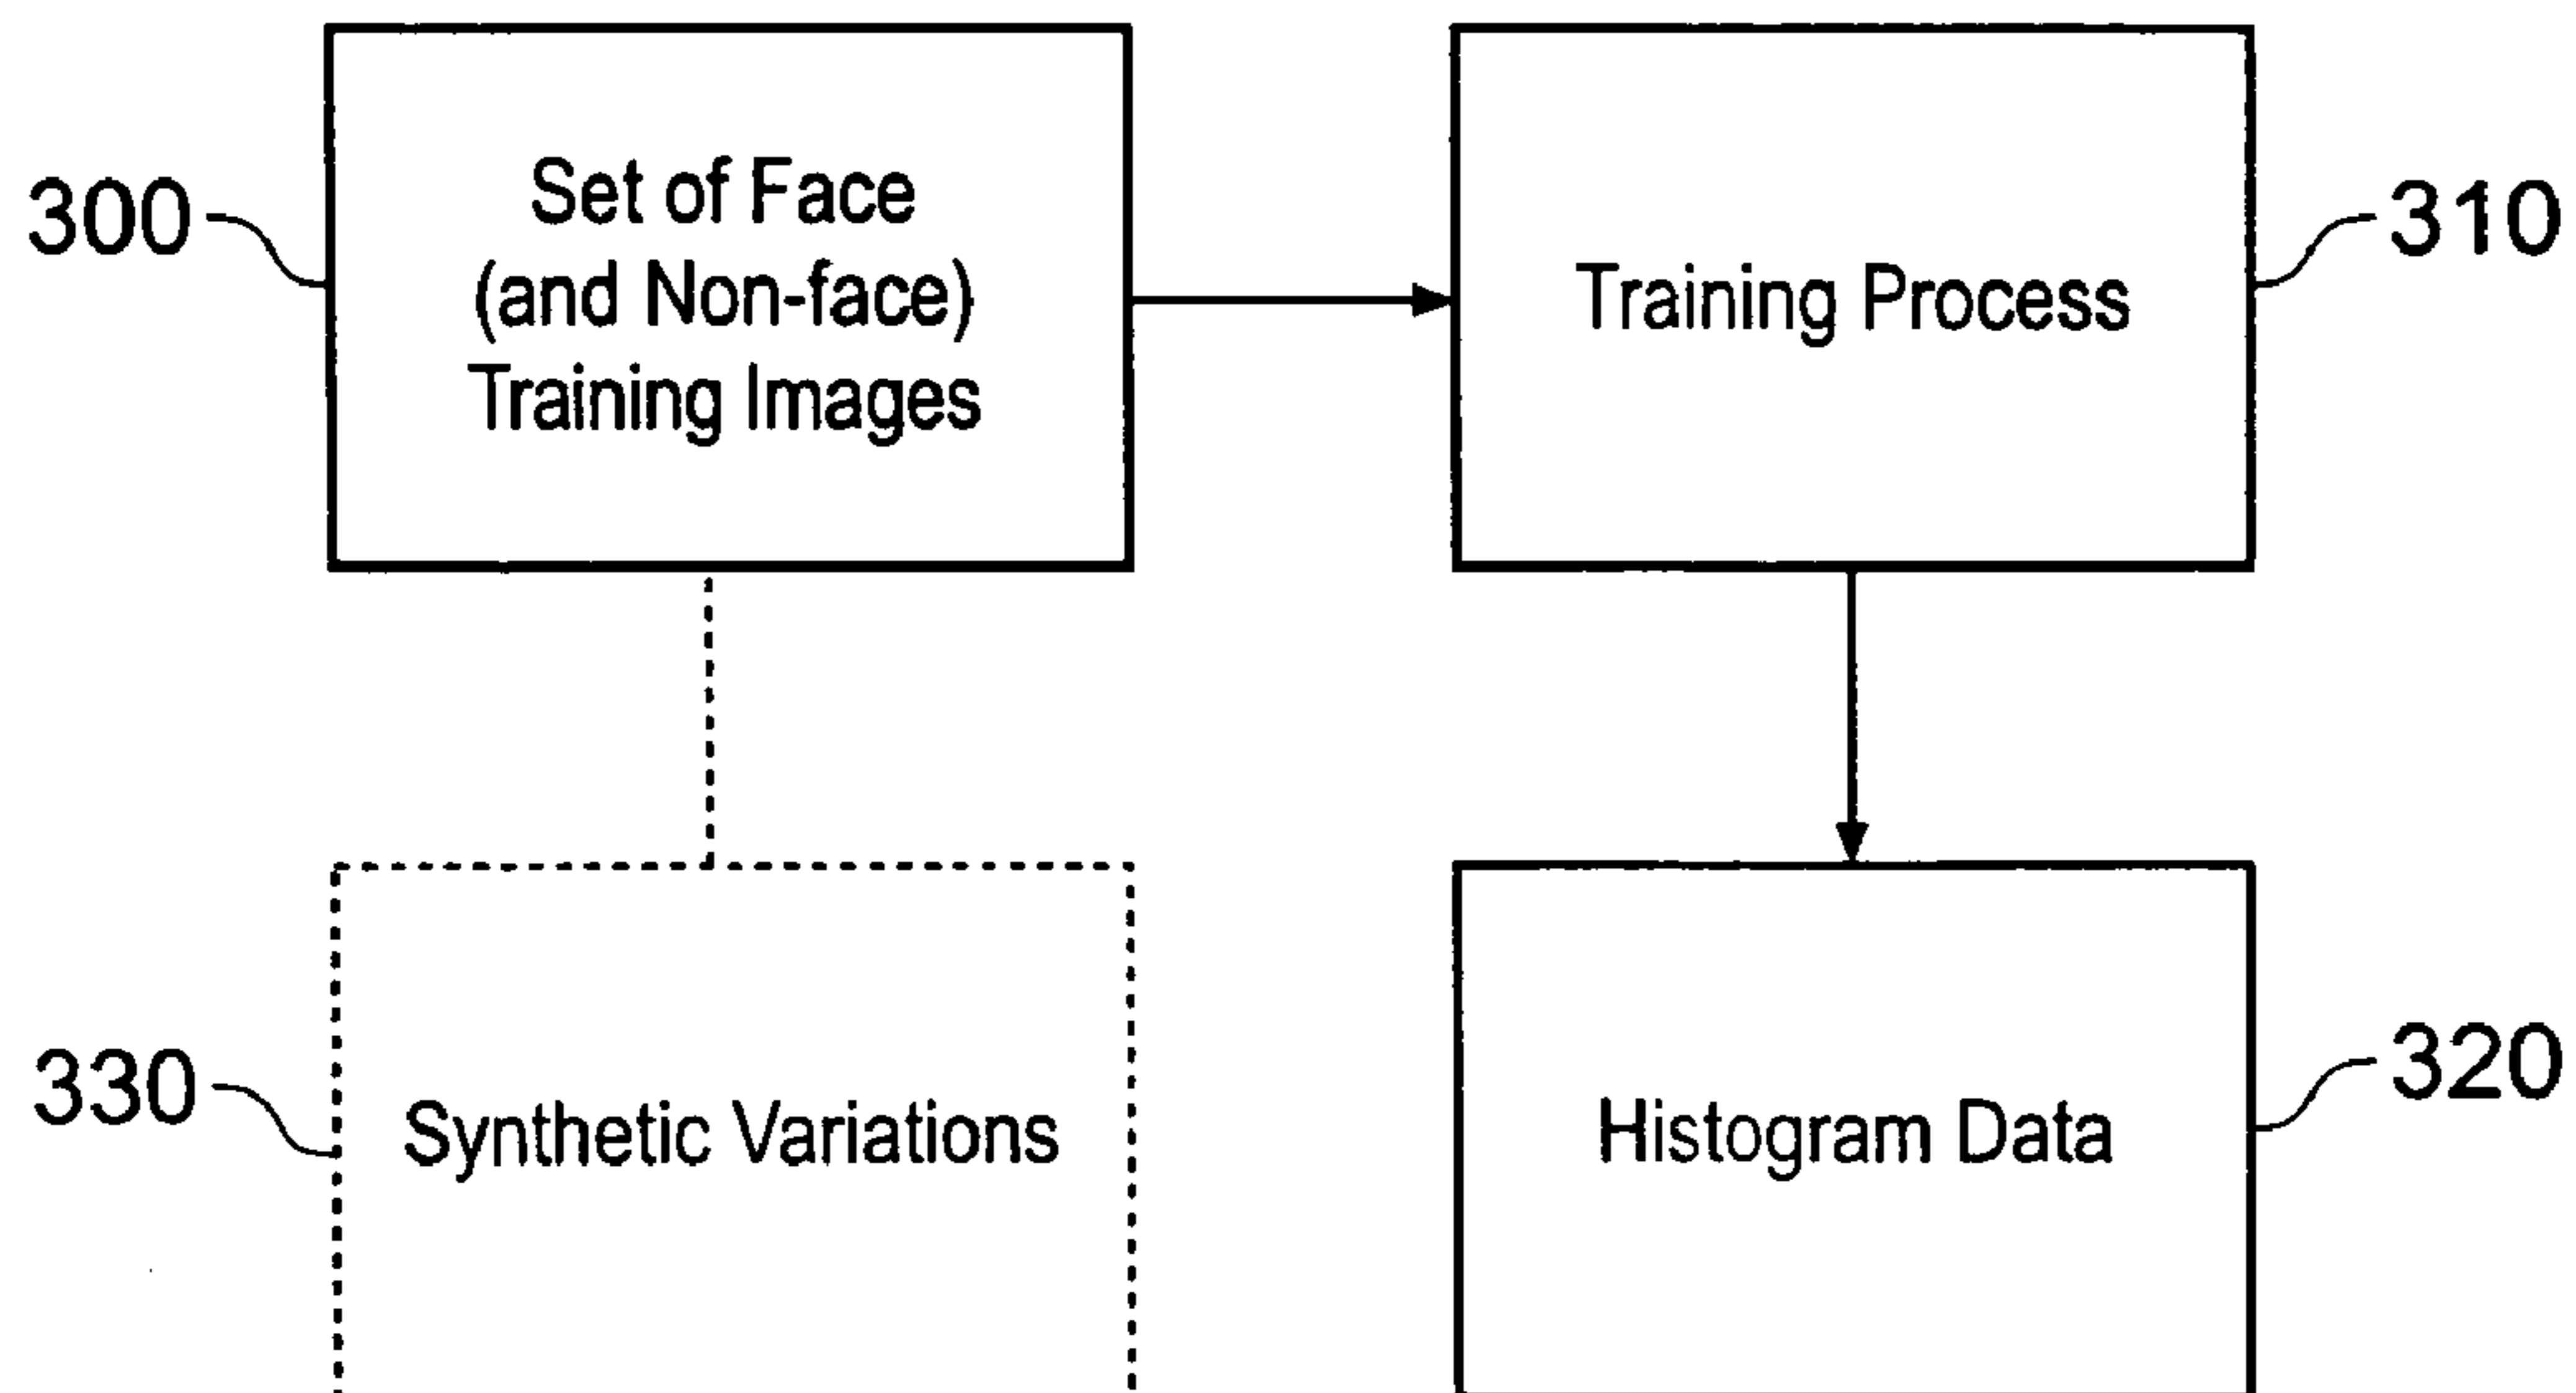 300
Set of Face
(and Non-face)
Training Images
Training Process
310
330
Synthetic Variations
Histogram Data
320